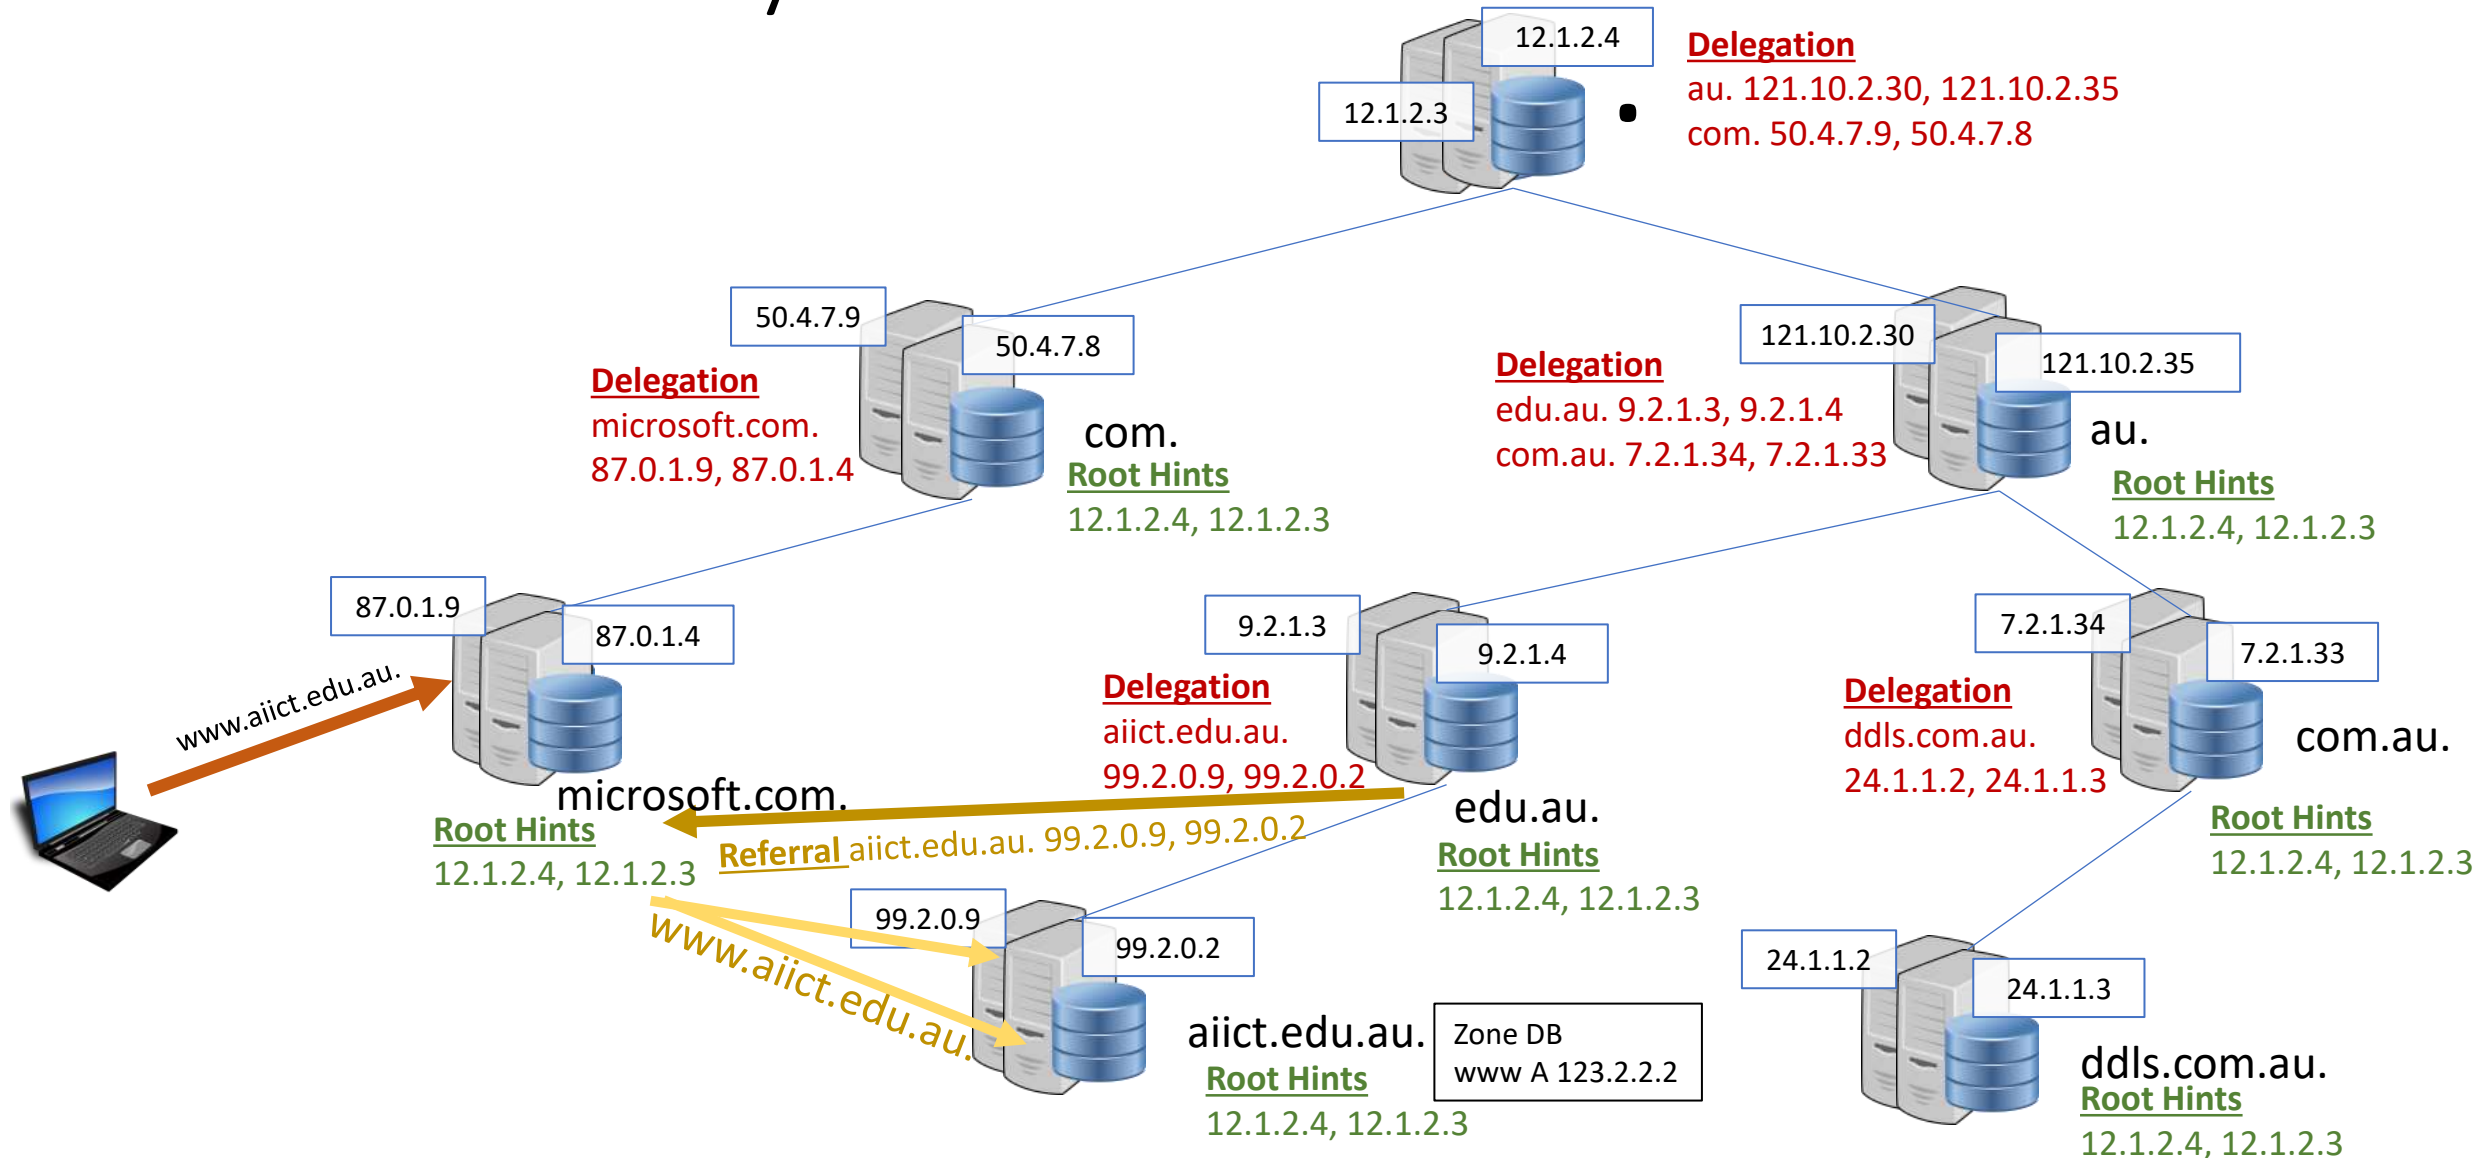 12.1.2.4
12.1.2.3
.
Delegation
au. 121.10.2.30, 121.10.2.35
com. 50.4.7.9, 50.4.7.8
50.4.7.9
50.4.7.8
Delegation
microsoft.com.
87.0.1.9, 87.0.1.4
com.
Root Hints
12.1.2.4, 12.1.2.3
121.10.2.30
121.10.2.35
Delegation
edu.au. 9.2.1.3, 9.2.1.4
com.au. 7.2.1.34, 7.2.1.33
au.
Root Hints
12.1.2.4, 12.1.2.3
87.0.1.9
87.0.1.4
www.aiict.edu.au.
microsoft.com.
Root Hints
12.1.2.4, 12.1.2.3
9.2.1.3
9.2.1.4
Delegation
aiict.edu.au.
99.2.0.9, 99.2.0.2
edu.au.
Root Hints
12.1.2.4, 12.1.2.3
Referral aiict.edu.au. 99.2.0.9, 99.2.0.2
7.2.1.34
7.2.1.33
Delegation
ddls.com.au.
24.1.1.2, 24.1.1.3
com.au.
Root Hints
12.1.2.4, 12.1.2.3
www.aiict.edu.au.
99.2.0.9
99.2.0.2
aiict.edu.au.
Root Hints
12.1.2.4, 12.1.2.3
Zone DB
www A 123.2.2.2
24.1.1.2
24.1.1.3
ddls.com.au.
Root Hints
12.1.2.4, 12.1.2.3